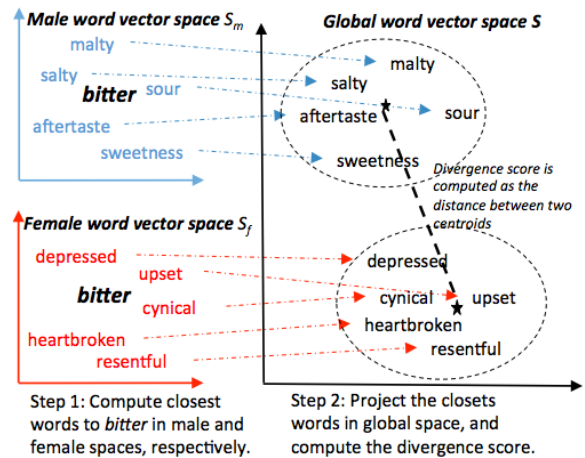 Male word vector space Sm
malty
salty
bitter
sour
aftertaste
sweetness
Female word vector space Sf
depressed
upset
bitter
cynical
heartbroken
resentful
Step 1: Compute closest
words to bitter in male and
female spaces, respectively.
Global word vector space S
malty
salty
aftertaste
sour
sweetness
Divergence score is
computed as the
distance between two
centroids
depressed
cynical
upset
heartbroken
resentful
Step 2: Project the closets
words in global space, and
compute the divergence score.